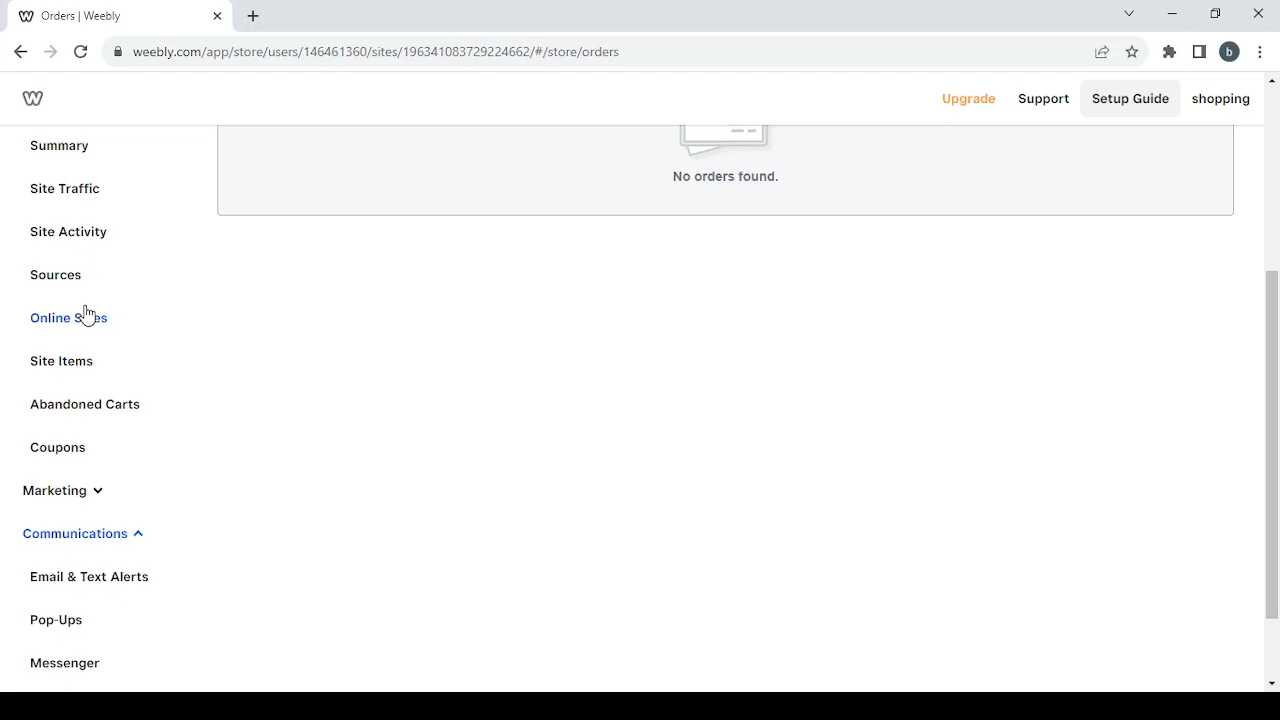 Orders | Weebly
weebly.com/app/store/users/146461360/sites/196341083729224662/#/store/orders
b
Upgrade Support Setup Guide shopping
Summary
No orders found.
Site Traffic
Site Activity
Sources
Online Sales
Site Items
Abandoned Carts
Coupons
Marketing
Communications
Email & Text Alerts
Pop-Ups
Messenger